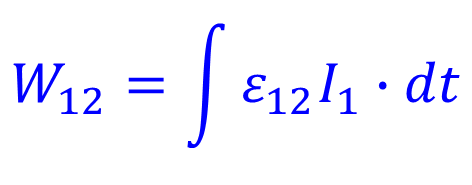 W₁₂ = ∫ ε₁₂I₁ · dt